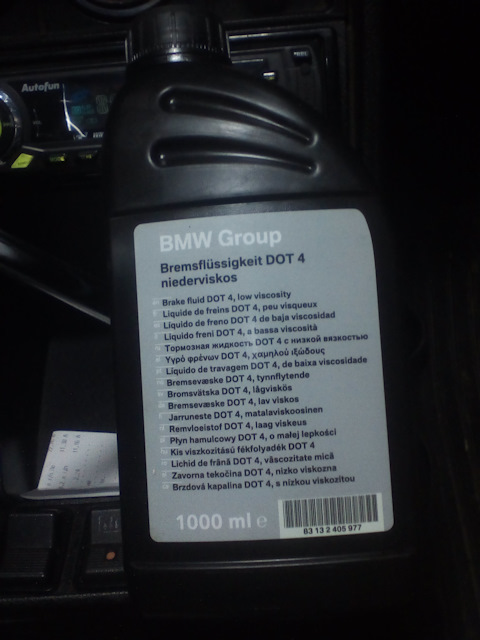 Autofun
BMW Group
Bremsflüssigkeit DOT 4
niederviskos
Brake fluid DOT 4, low viscosity
Liquide de freins DOT 4, peu visqueux
Líquido de freno DOT 4 de baja viscosidad
Liquido freni DOT 4, a bassa viscosità
Тормозная жидкость DOT 4 с низкой вязкостью
Υγρό φρένων DOT 4, χαμηλού ιξώδους
Líquido de travagem DOT 4, de baixa viscosidade
Bremsevæske DOT 4, tynnflytende
Bromsvätska DOT 4, lågviskös
Bremsevæske DOT 4, lav viskos
Jarruneste DOT 4, matalaviskoosinen
Remvloeistof DOT 4, laag viskeus
Płyn hamulcowy DOT 4, o małej lepkości
Kis viszkozitású fékfolyadék DOT 4
Lichid de frână DOT 4, vâscozitate mică
Zavorna tekočina DOT 4, nizko viskozna
Brzdová kapalina DOT 4, s nízkou viskozitou
1000 ml e
83 13 2 405 977